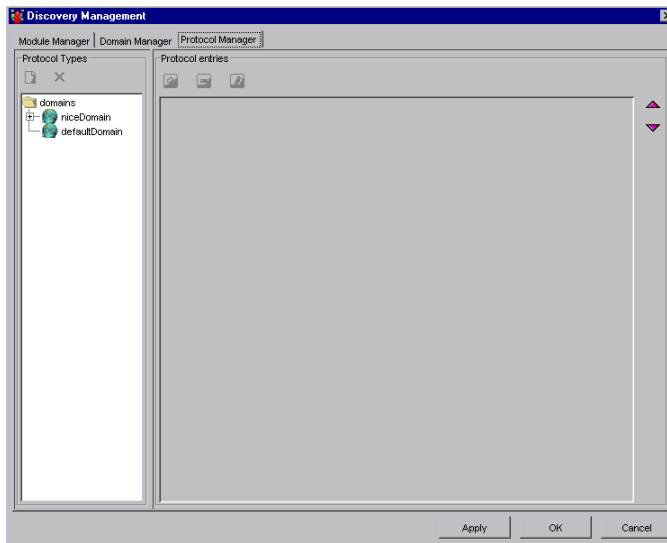 Discovery Management
Module Manager Domain Manager Protocol Manager
Protocol Types
Protocol entries
domains
niceDomain
defaultDomain
Apply OK Cancel